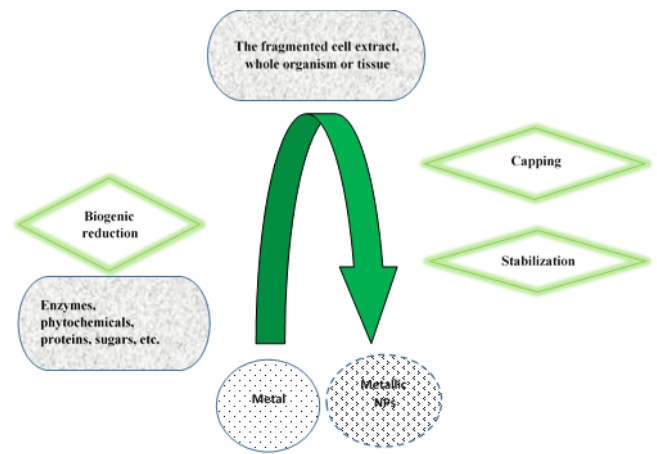 The fragmented cell extract,
whole organism or tissue
Capping
Biogenic
reduction
Stabilization
Enzymes,
phytochemicals,
proteins, sugars, etc.
Metal
Metallic
NPs